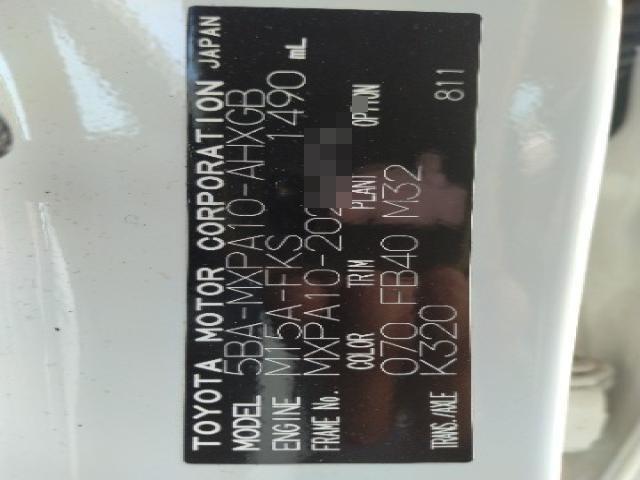 TOYOTA MOTOR CORPORATION JAPAN
MODEL 5BA-MXPA10-AHXGB
ENGINE M15A-FKS 1490 mL
FRAME No. MXPA10-202
COLOR TRIM PLANT OPTION
070 FB40 M32
TRANS./AXLE K320 811